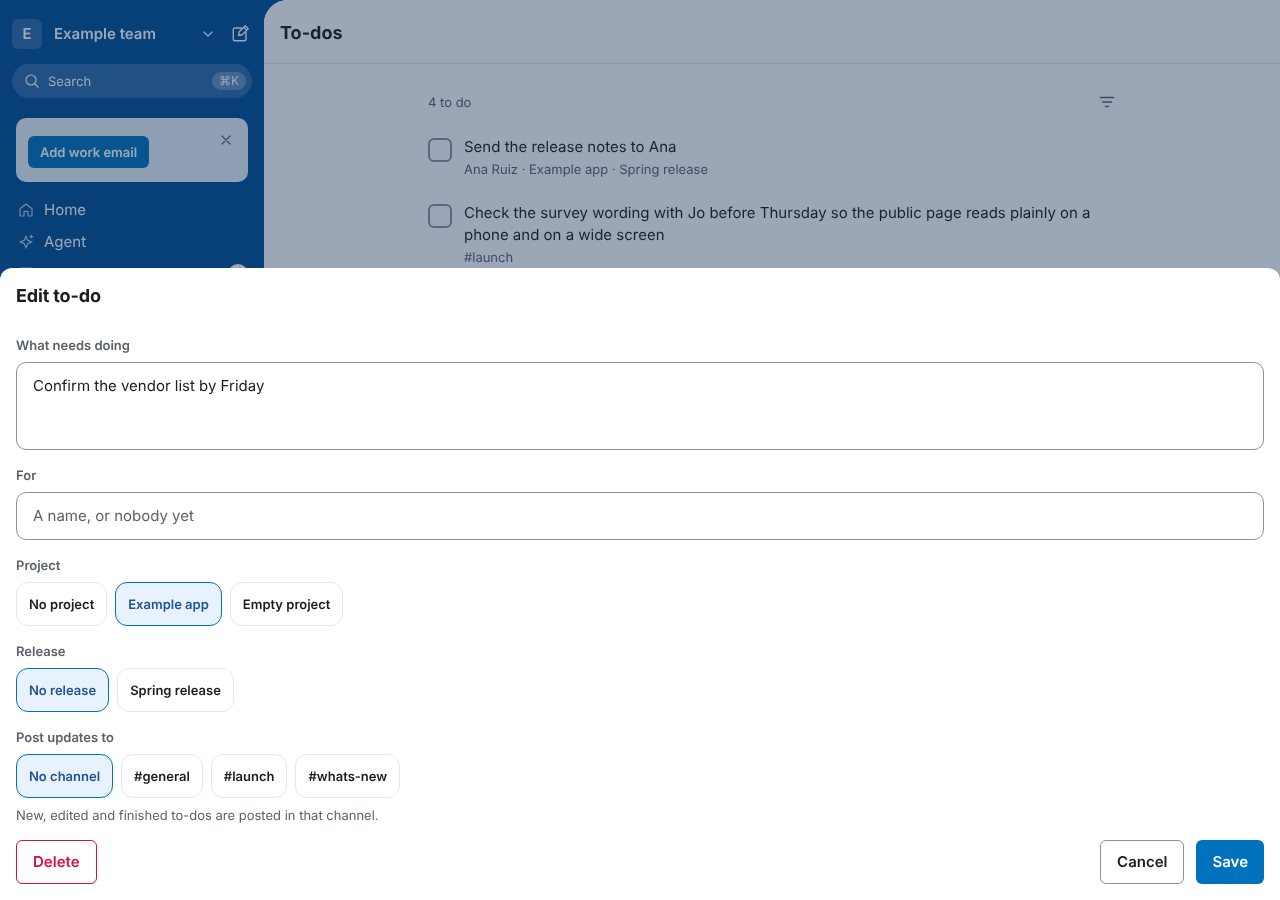 E
Example team
Search
⌘K
Add work email
Home
Agent
To-dos
4 to do
Send the release notes to Ana
Ana Ruiz · Example app · Spring release
Check the survey wording with Jo before Thursday so the public page reads plainly on a
phone and on a wide screen
#launch
Edit to-do
What needs doing
Confirm the vendor list by Friday
For
A name, or nobody yet
Project
No project
Example app
Empty project
Release
No release
Spring release
Post updates to
No channel
#general
#launch
#whats-new
New, edited and finished to-dos are posted in that channel.
Delete
Cancel
Save